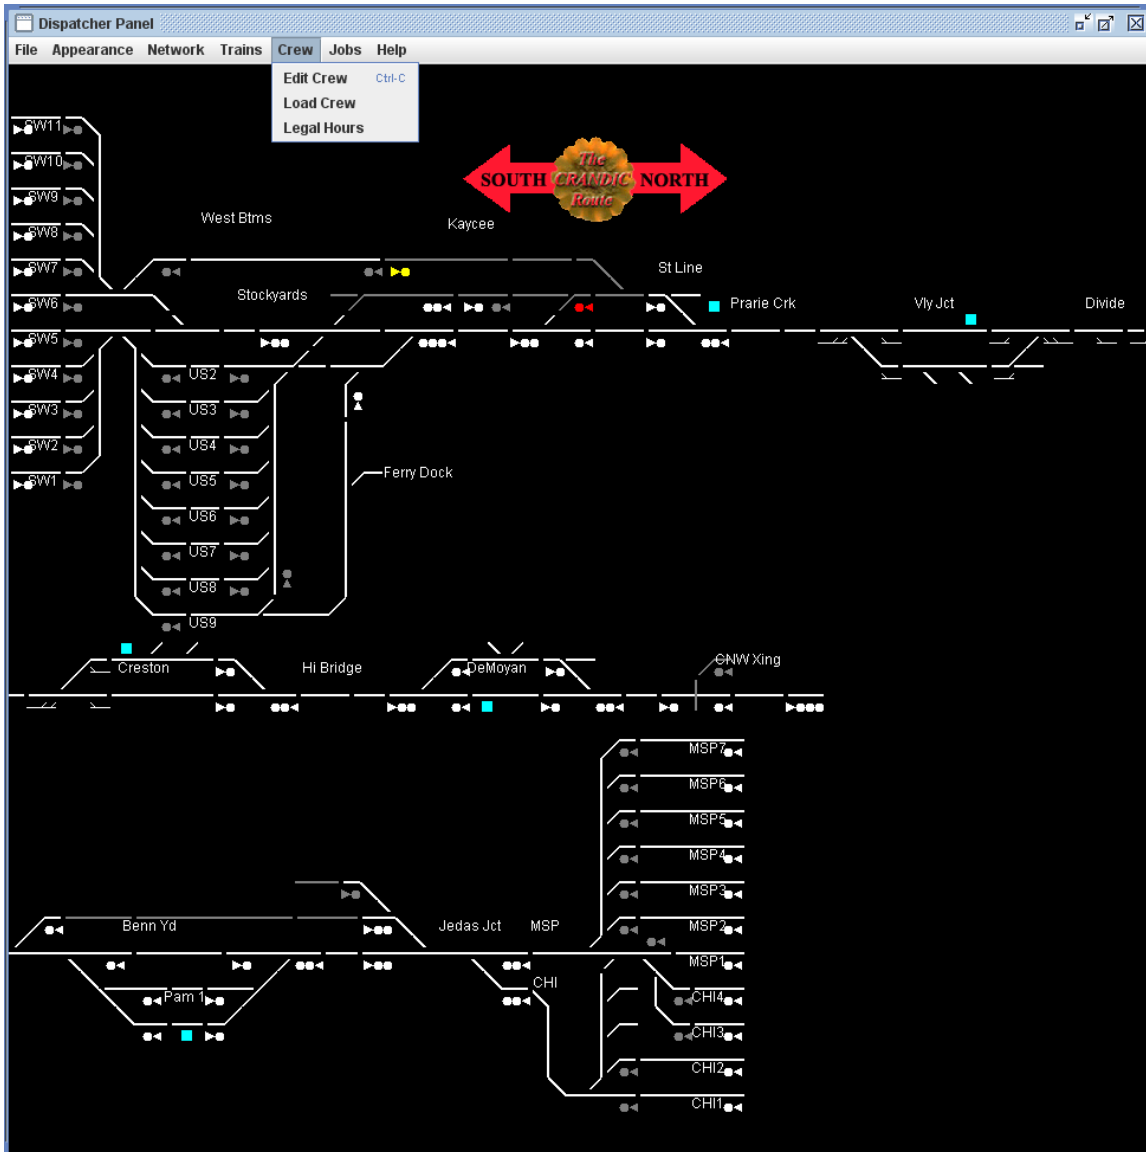 Dispatcher Panel
File Appearance Network Trains Crew Jobs Help
Edit Crew Ctrl-C
Load Crew
Legal Hours
SW11
SW10
SW9
SW8
SW7
SW6
SW5
SW4
SW3
SW2
SW1
SOUTH The CRANDIC Route NORTH
West Btms
Kaycee
St Line
Stockyards
Prarie Crk
Vly Jct
Divide
US2
US3
US4
US5
US6
US7
US8
US9
Ferry Dock
Creston
Hi Bridge
DeMoyan
CNW Xing
MSP7
MSP6
MSP5
MSP4
MSP3
MSP2
MSP1
CHI4
CHI3
CHI2
CHI1
Benn Yd
Jedas Jct
MSP
CHI
Pam 1